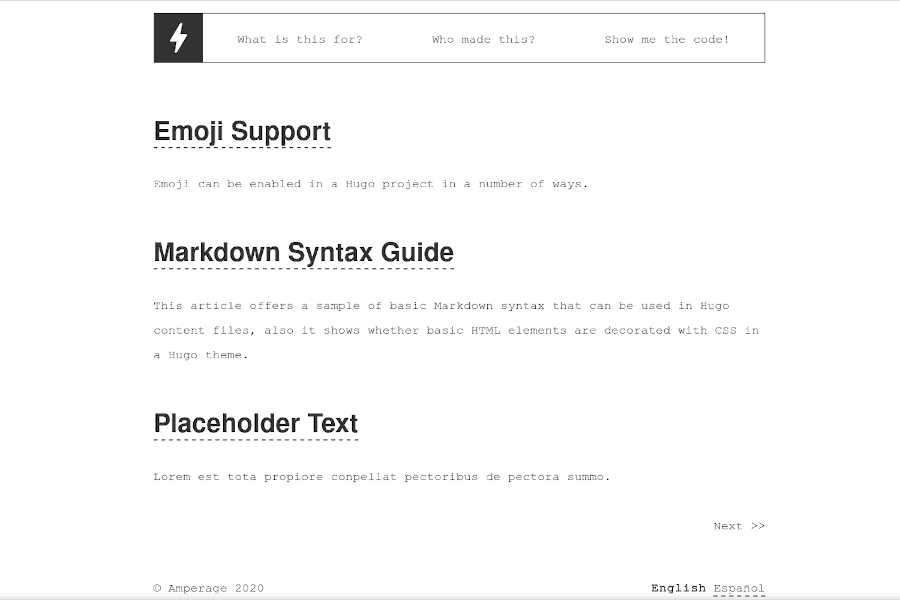 What is this for? Who made this? Show me the code!
Emoji Support
Emoji can be enabled in a Hugo project in a number of ways.
Markdown Syntax Guide
This article offers a sample of basic Markdown syntax that can be used in Hugo
content files, also it shows whether basic HTML elements are decorated with CSS in
a Hugo theme.
Placeholder Text
Lorem est tota propiore conpellat pectoribus de pectora summo.
Next >>
© Amperage 2020 English Español